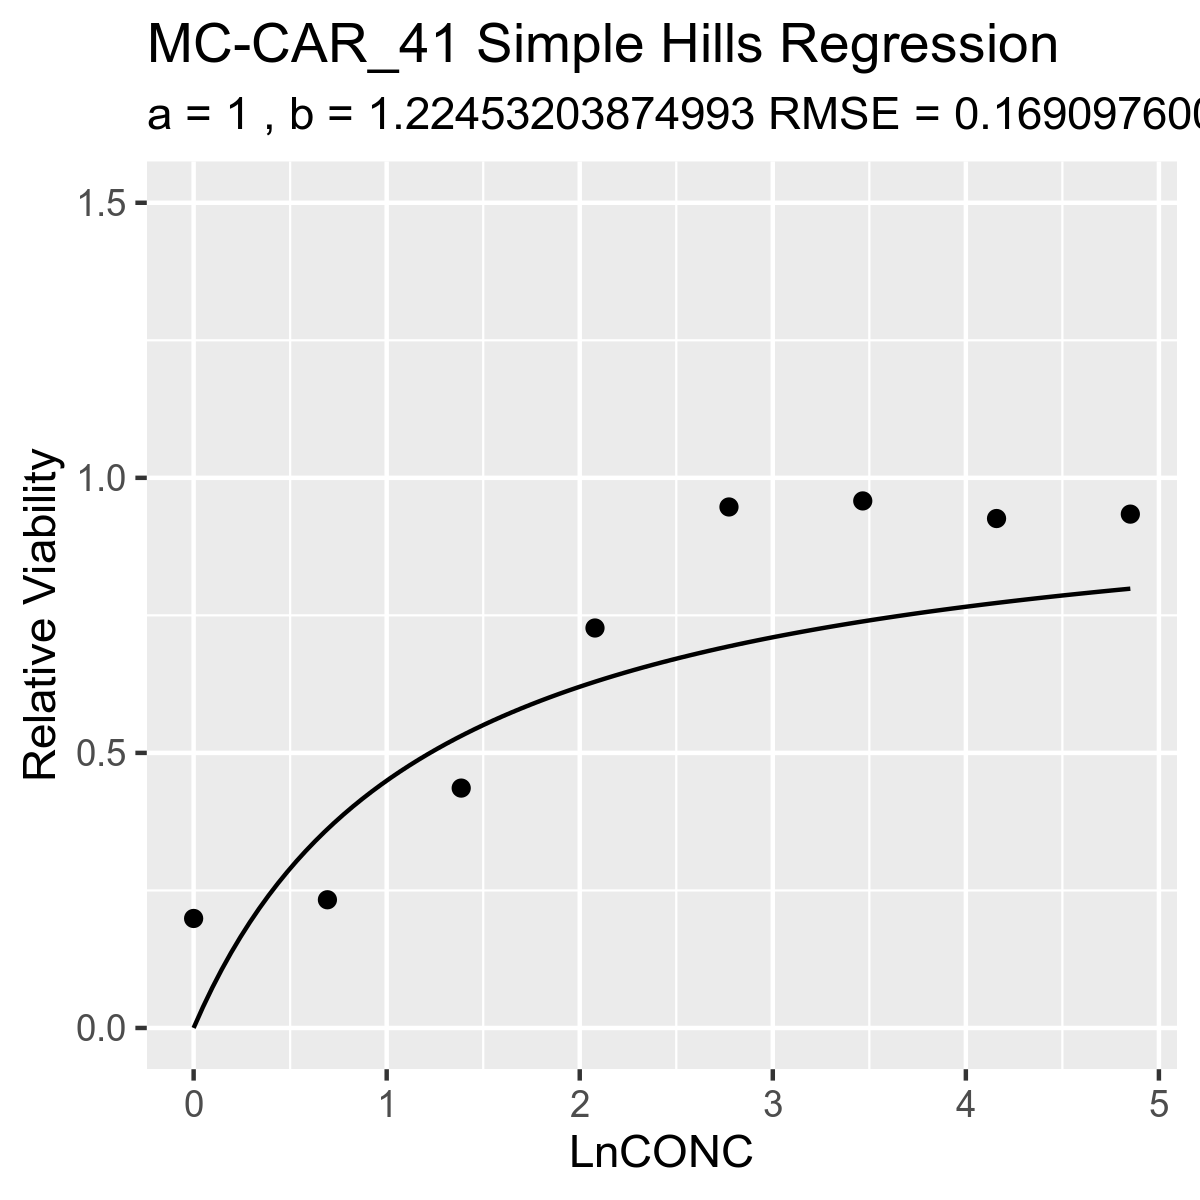 MC-CAR_41 Simple Hills Regression
a = 1 , b = 1.22453203874993 RMSE = 0.169097600
1.5
1.0
0.5
0.0
Relative Viability
0 1 2 3 4 5
LnCONC